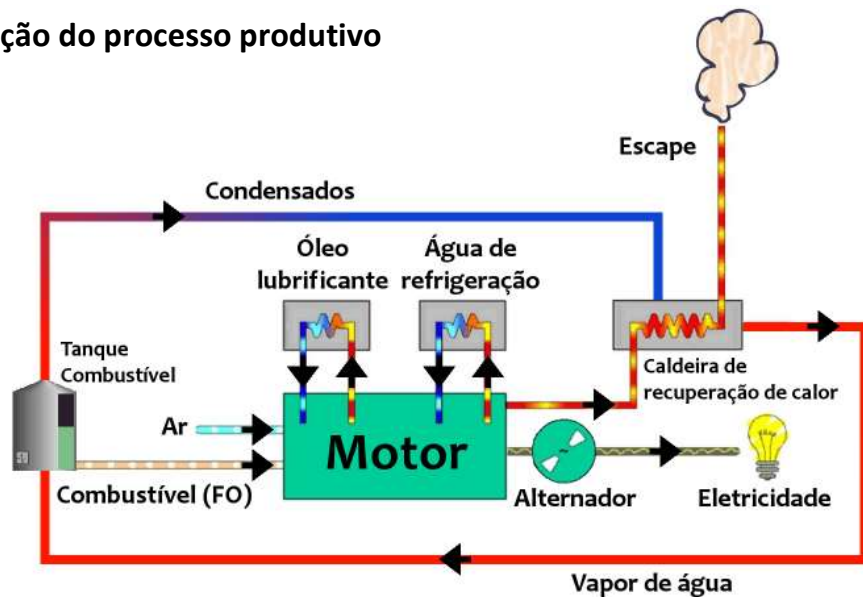 ção do processo produtivo
Escape
Condensados
Óleo
lubrificante
Água de
refrigeração
Tanque
Combustível
Caldeira de
recuperação de calor
Ar
Motor
Combustível (FO)
Alternador
Eletricidade
Vapor de água